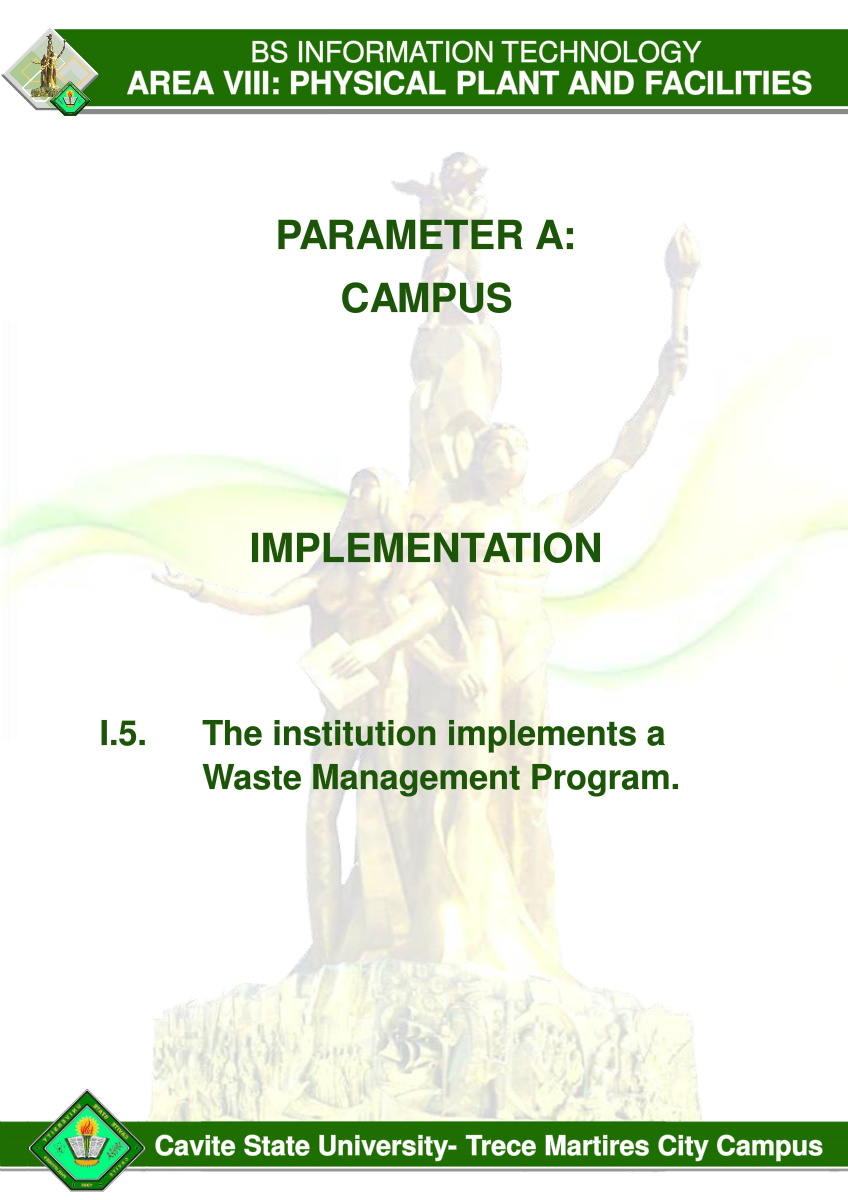 BS INFORMATION TECHNOLOGY
AREA VIII: PHYSICAL PLANT AND FACILITIES
PARAMETER A:
CAMPUS
IMPLEMENTATION
I.5. The institution implements a
Waste Management Program.
Cavite State University- Trece Martires City Campus